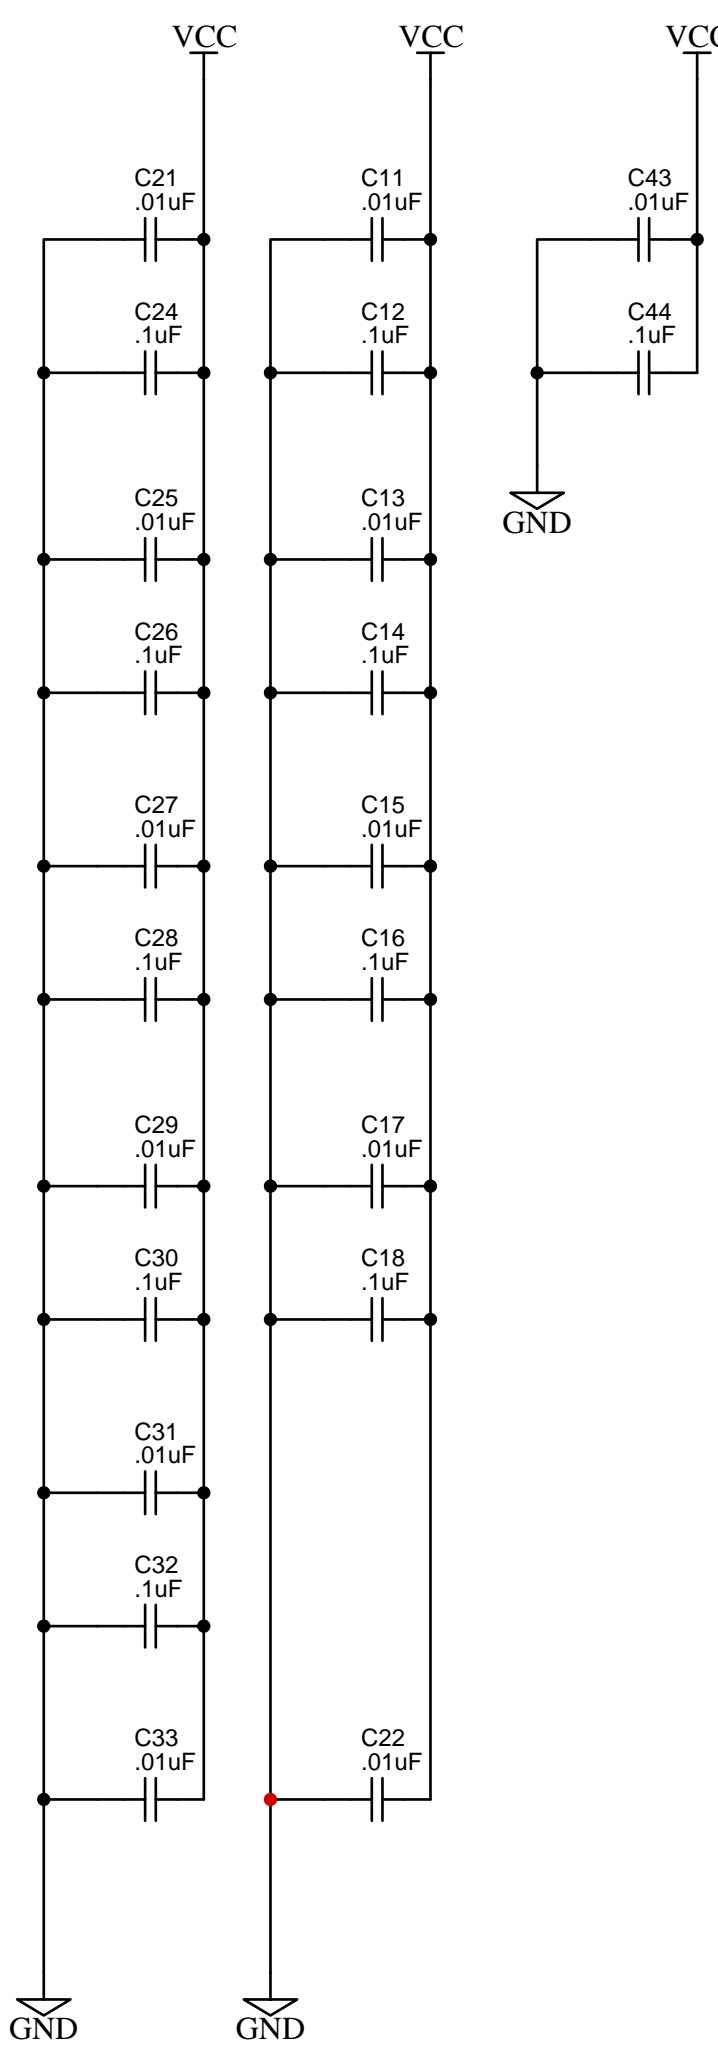 VCC
VCC
VCC
C21
.01uF
C11
.01uF
C43
.01uF
C24
.1uF
C12
.1uF
C44
.1uF
C25
.01uF
C13
.01uF
GND
C26
.1uF
C14
.1uF
C27
.01uF
C15
.01uF
C28
.1uF
C16
.1uF
C29
.01uF
C17
.01uF
C30
.1uF
C18
.1uF
C31
.01uF
C32
.1uF
C33
.01uF
C22
.01uF
GND
GND